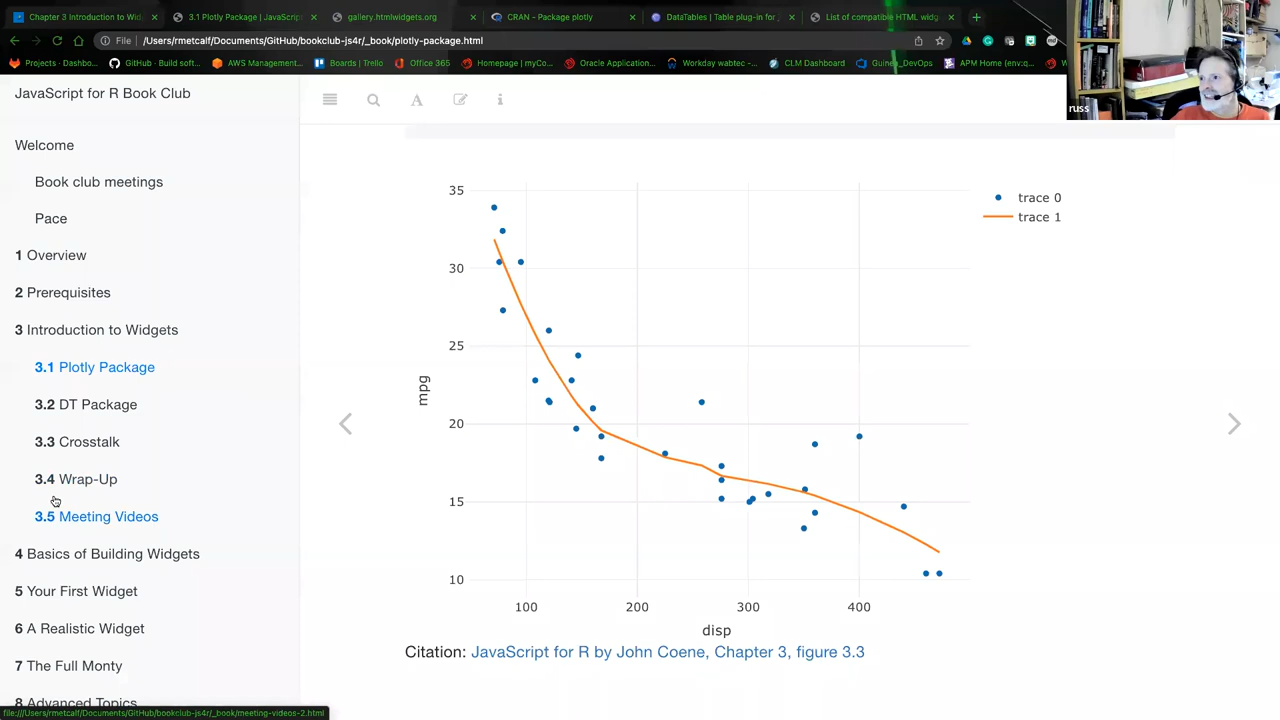 Chapter 3 Introduction to Wid
3.1 Plotly Package | JavaScript
gallery.htmlwidgets.org
CRAN - Package plotly
DataTables | Table plug-in for
List of compatible HTML widg
File | /Users/rmetcalf/Documents/GitHub/bookclub-js4r/_book/plotly-package.html
Projects · Dashbo...
GitHub · Build soft...
AWS Management...
Boards | Trello
Office 365
Homepage | myCo...
Oracle Application...
Workday wabtec -...
CLM Dashboard
Guinea_DevOps
APM Home (env:q...
russ
JavaScript for R Book Club
Welcome
Book club meetings
Pace
1 Overview
2 Prerequisites
3 Introduction to Widgets
3.1 Plotly Package
3.2 DT Package
3.3 Crosstalk
3.4 Wrap-Up
3.5 Meeting Videos
4 Basics of Building Widgets
5 Your First Widget
6 A Realistic Widget
7 The Full Monty
8 Advanced Topics
file:///Users/rmetcalf/Documents/GitHub/bookclub-js4r/_book/meeting-videos-2.html
A
i
35
30
25
20
15
10
mpg
100
200
300
400
disp
trace 0
trace 1
Citation: JavaScript for R by John Coene, Chapter 3, figure 3.3